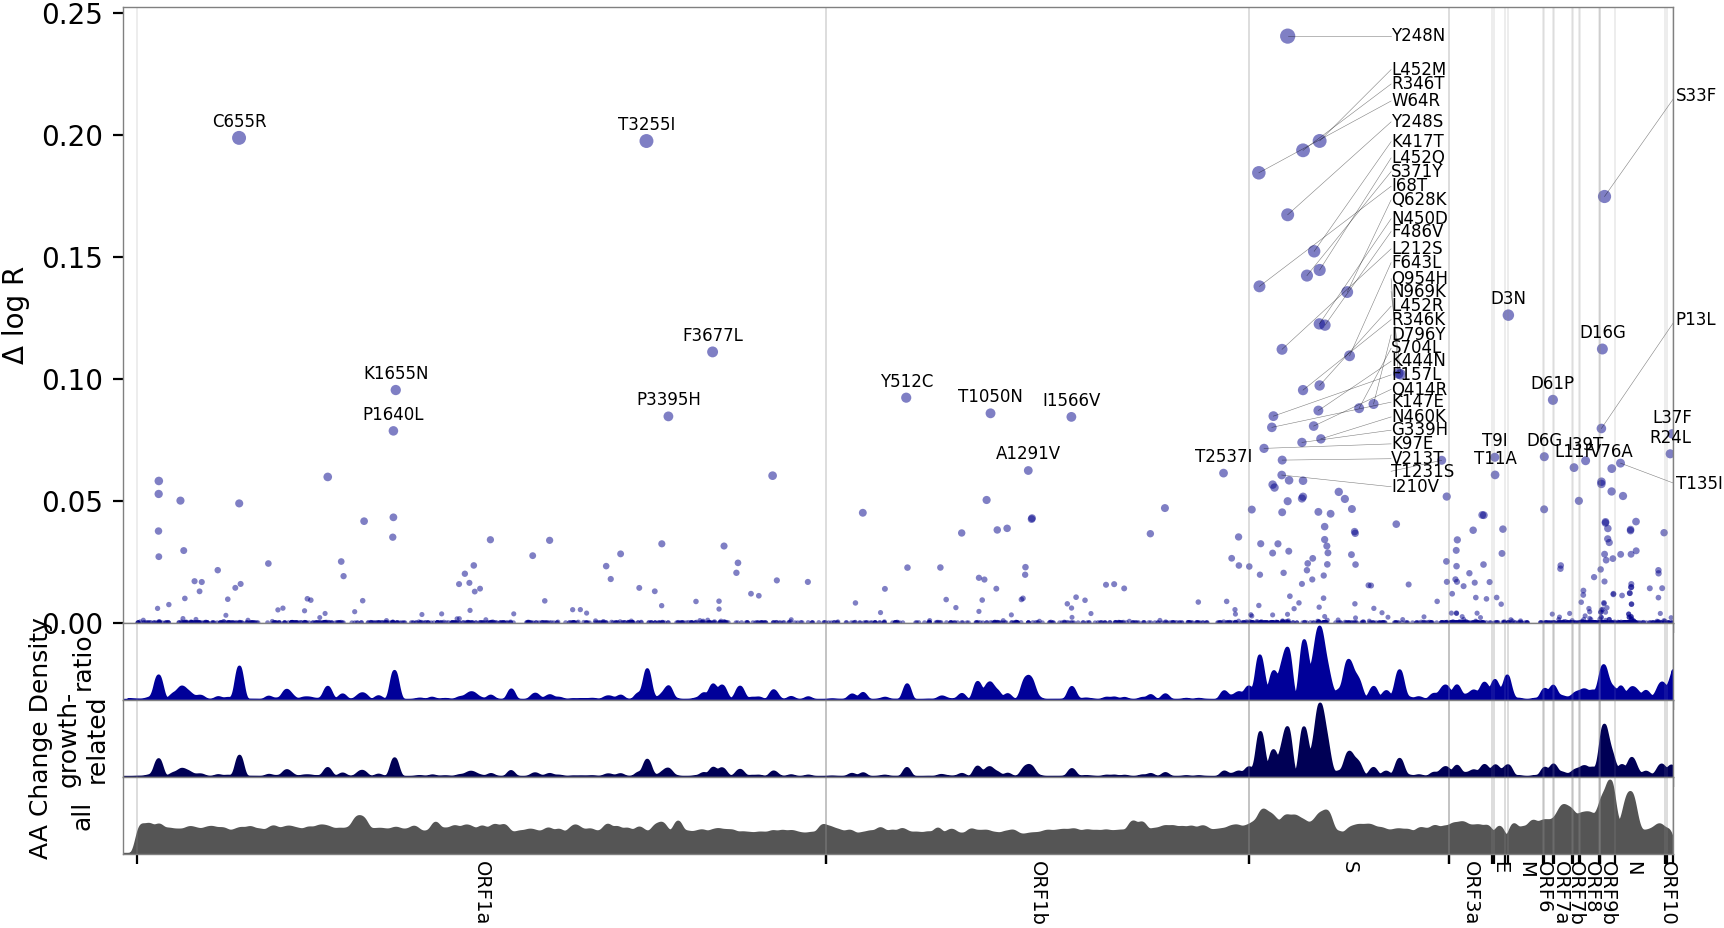 0.25
0.20
0.15
0.10
0.05
0.00
Δ log R
C655R
T3255I
F3677L
K1655N
P1640L
P3395H
Y512C
T1050N
I1566V
A1291V
T2537I
Y248N
L452M
R346T
W64R
Y248S
K417T
L452Q
S371Y
I68T
Q628K
N450D
F486V
L212S
F643L
Q954H
N969K
L452R
R346K
D796Y
S704L
K444N
F157L
Q414R
K147E
N460K
G339H
K97E
V213T
T1231S
I210V
S33F
D3N
P13L
D16G
D61P
L37F
R24L
T9I
T11A
D6G
I39T
L11F
V76A
T135I
AA Change Density
ratio
growth-
related
all
ORF1a
ORF1b
S
ORF3a
E
M
ORF6
ORF7a
ORF7b
ORF8
ORF9b
N
ORF10